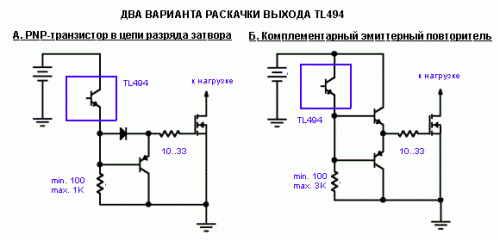 ДВА ВАРИАНТА РАСКАЧКИ ВЫХОДА TL494
А. PNP-транзистор в цепи разряда затвора
Б. Комплементарный эмиттерный повторитель
TL494
к нагрузке
10..33
min. 100
max. 1K
TL494
к нагрузке
10..33
min. 100
max. 3K